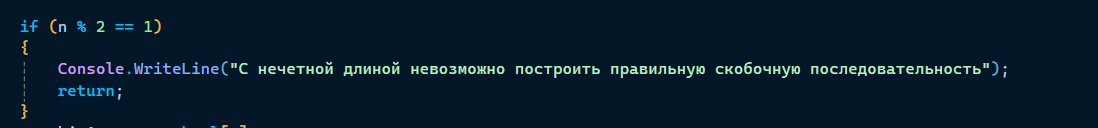 if (n % 2 == 1)
{
Console.WriteLine("С нечетной длиной невозможно построить правильную скобочную последовательность");
return;
}